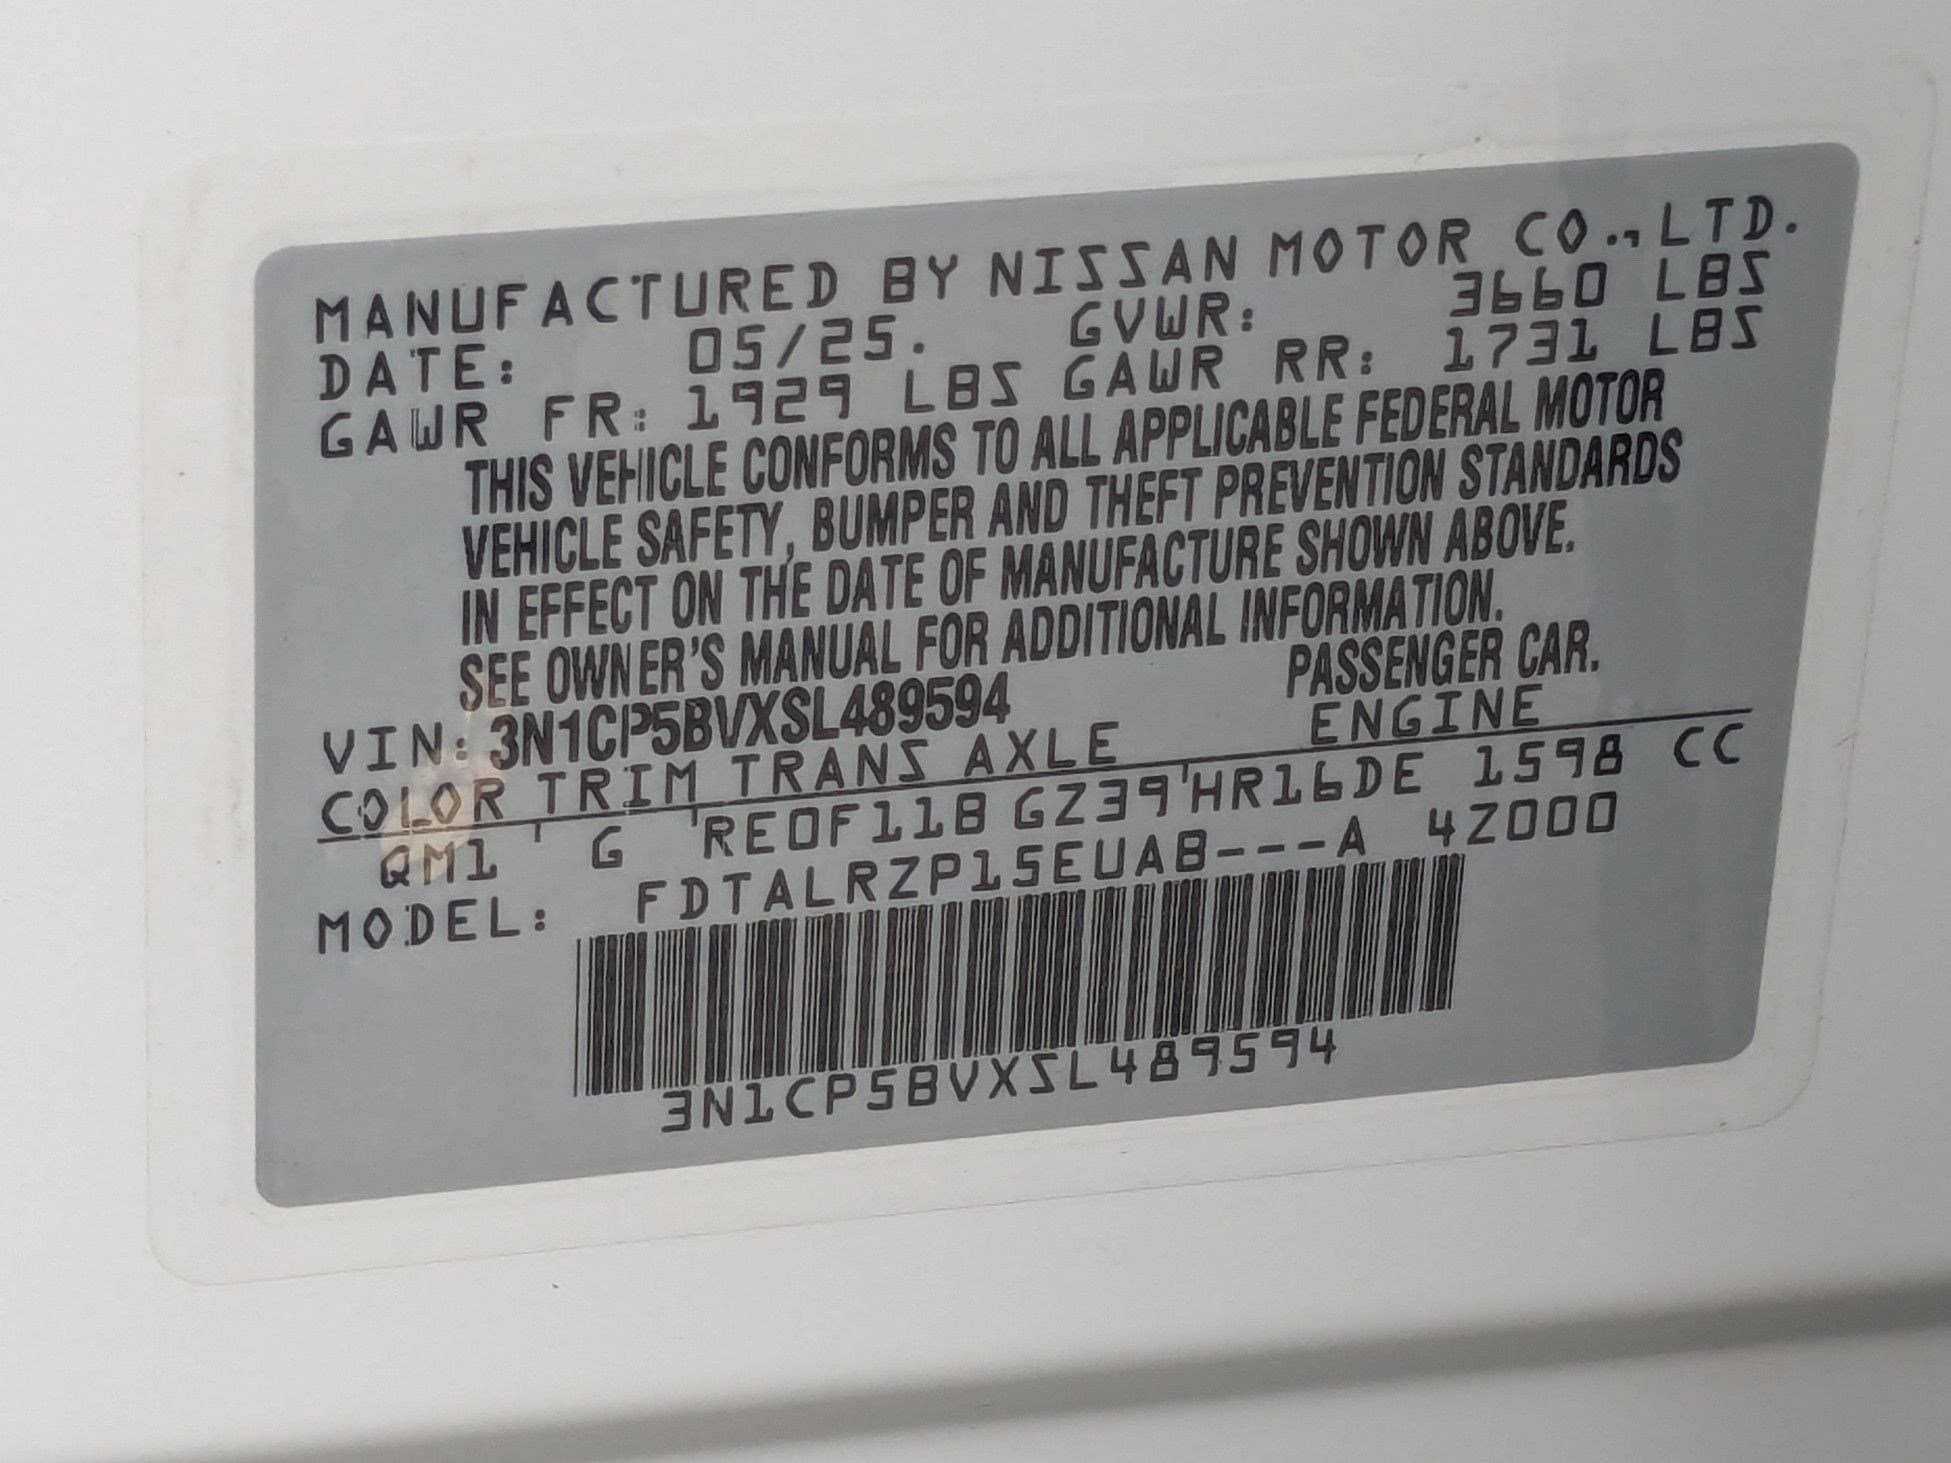 MANUFACTURED BY NISSAN MOTOR CO.,LTD.
DATE: 05/25. GVWR: 3660 LBS
GAWR FR: 1929 LBS GAWR RR: 1731 LBS
THIS VEHICLE CONFORMS TO ALL APPLICABLE FEDERAL MOTOR
VEHICLE SAFETY, BUMPER AND THEFT PREVENTION STANDARDS
IN EFFECT ON THE DATE OF MANUFACTURE SHOWN ABOVE.
SEE OWNER'S MANUAL FOR ADDITIONAL INFORMATION.
PASSENGER CAR.
VIN: 3N1CP5BVXSL489594
COLOR TRIM TRANS AXLE ENGINE
QM1 G RE0F11B GZ39 HR16DE 1598 CC
MODEL: FDTALRZP15EUAB---A 4Z000
3N1CP5BVXSL489594